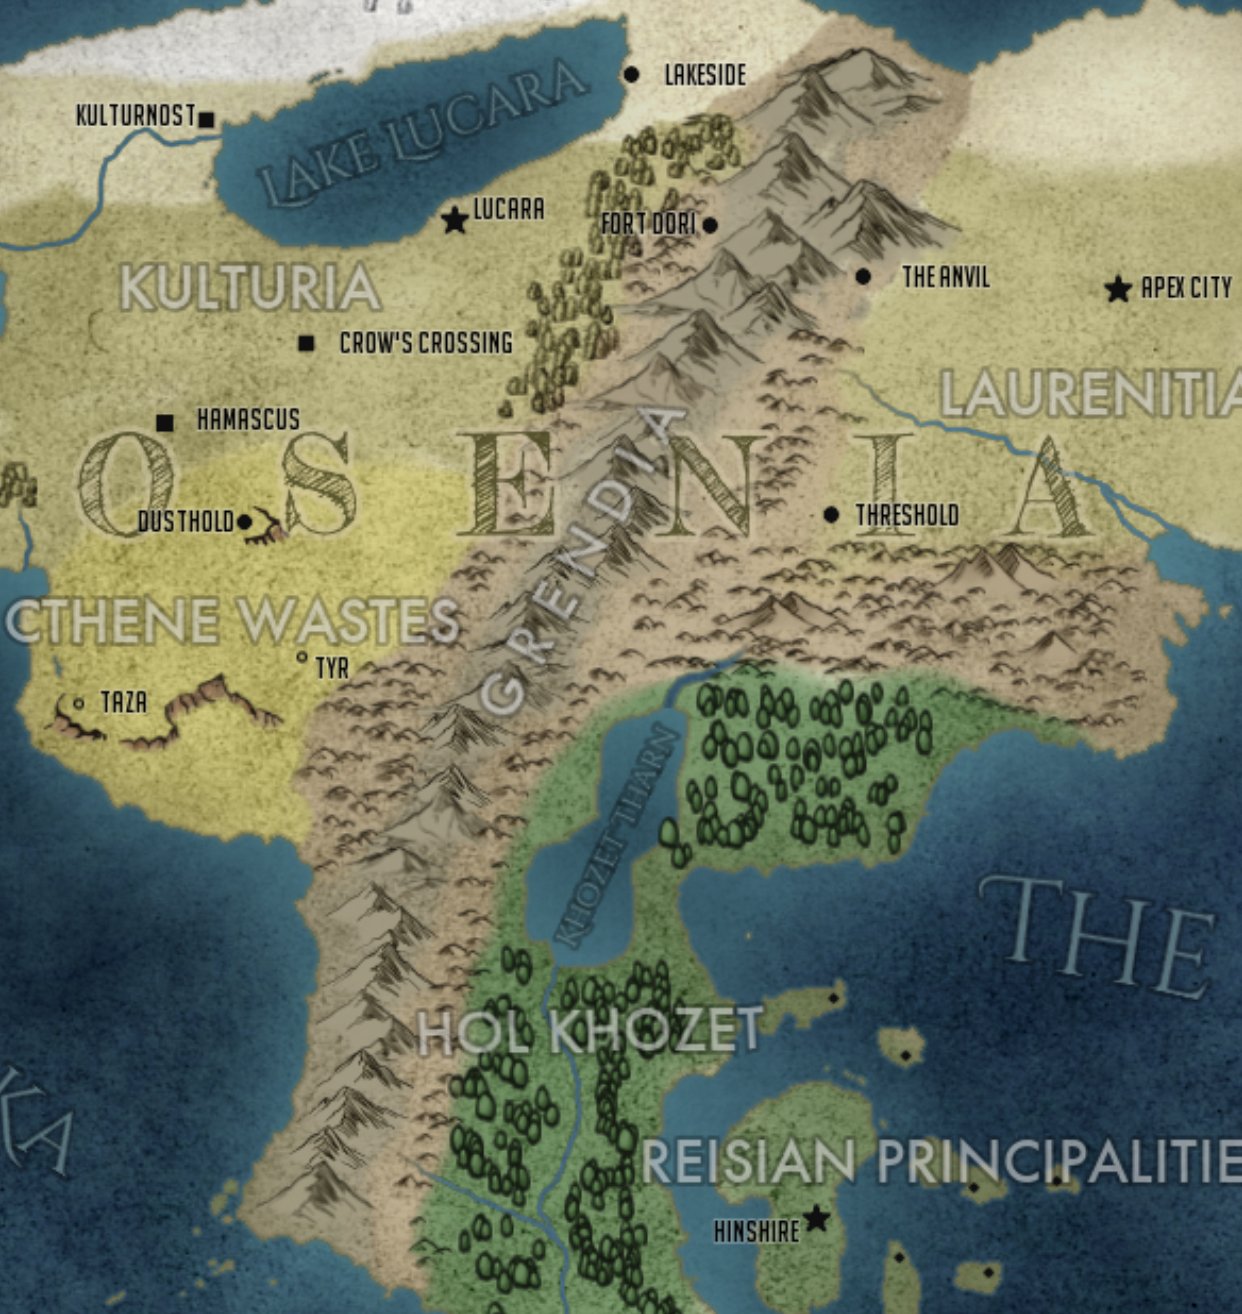 LAKESIDE
KULTURNOST
LAKE LUCARA
LUCARA
FORT DORI
THE ANVIL
APEX CITY
KULTURIA
CROW'S CROSSING
LAURENITIA
HAMASCUS
OSENIA
GRENDIA
DUSTHOLD
THRESHOLD
CTHENE WASTES
TYR
TAZA
KHOZET THARN
THE
HOL KHOZET
KA
REISIAN PRINCIPALITIE
HINSHIRE